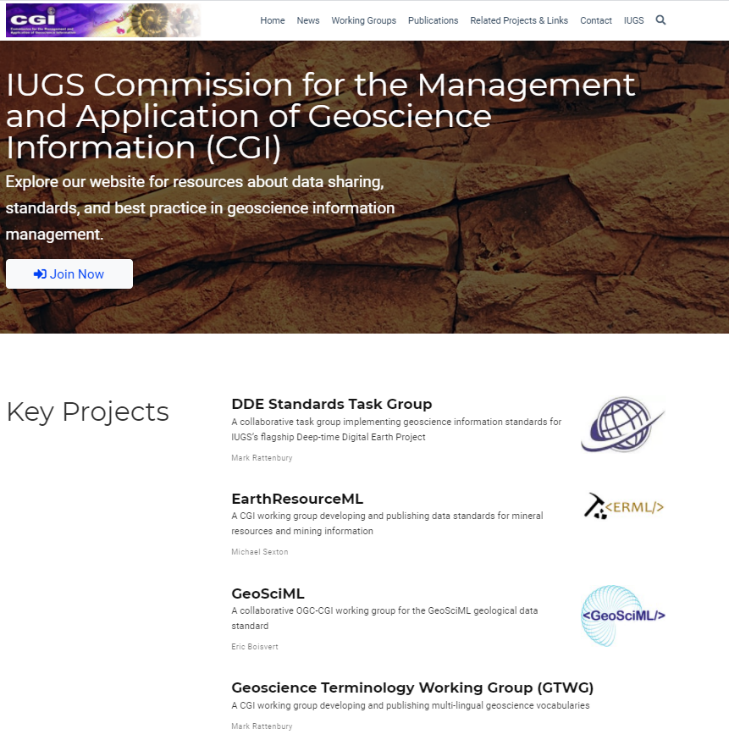 CGI
Commission for the Management and
Application of Geoscience Information
Home News Working Groups Publications Related Projects & Links Contact IUGS
IUGS Commission for the Management
and Application of Geoscience
Information (CGI)
Explore our website for resources about data sharing,
standards, and best practice in geoscience information
management.
Join Now
Key Projects
DDE Standards Task Group
A collaborative task group implementing geoscience information standards for
IUGS's flagship Deep-time Digital Earth Project
Mark Rattenbury
EarthResourceML
A CGI working group developing and publishing data standards for mineral
resources and mining information
Michael Sexton
<ERML/>
GeoSciML
A collaborative OGC-CGI working group for the GeoSciML geological data
standard
Eric Boisvert
<GeoSciML/>
Geoscience Terminology Working Group (GTWG)
A CGI working group developing and publishing multi-lingual geoscience vocabularies
Mark Rattenbury